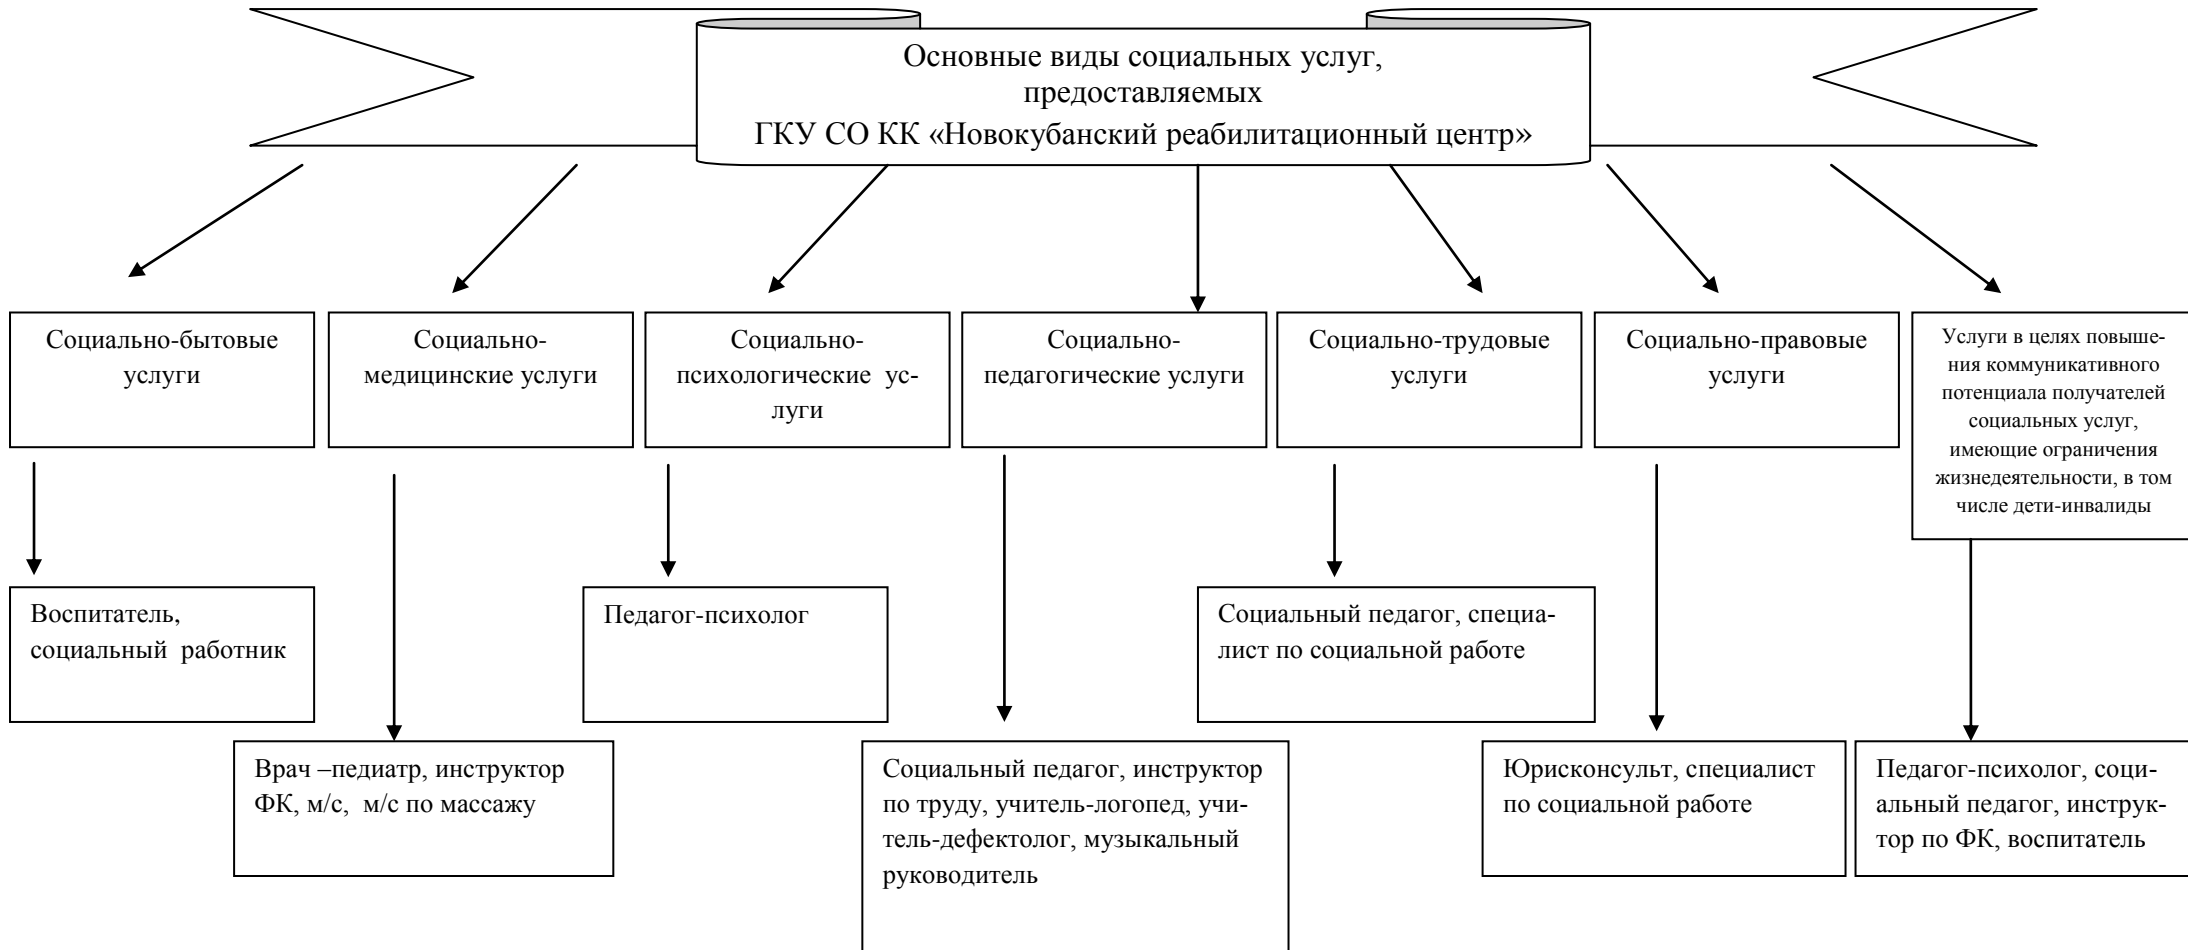 Основные виды социальных услуг,
предоставляемых
ГКУ СО КК «Новокубанский реабилитационный центр»
Социально-бытовые
услуги
Социально-
медицинские услуги
Социально-
психологические  ус-
луги
Социально-
педагогические услуги
Социально-трудовые
услуги
Социально-правовые
услуги
Услуги в целях повыше-
ния коммуникативного
потенциала получателей
социальных услуг,
имеющие ограничения
жизнедеятельности, в том
числе дети-инвалиды
Воспитатель,
социальный  работник
Педагог-психолог
Социальный педагог, специа-
лист по социальной работе
Врач –педиатр, инструктор
ФК, м/с,  м/с по массажу
Социальный педагог, инструктор
по труду, учитель-логопед, учи-
тель-дефектолог, музыкальный
руководитель
Юрисконсульт, специалист
по социальной работе
Педагог-психолог, соци-
альный педагог, инструк-
тор по ФК, воспитатель